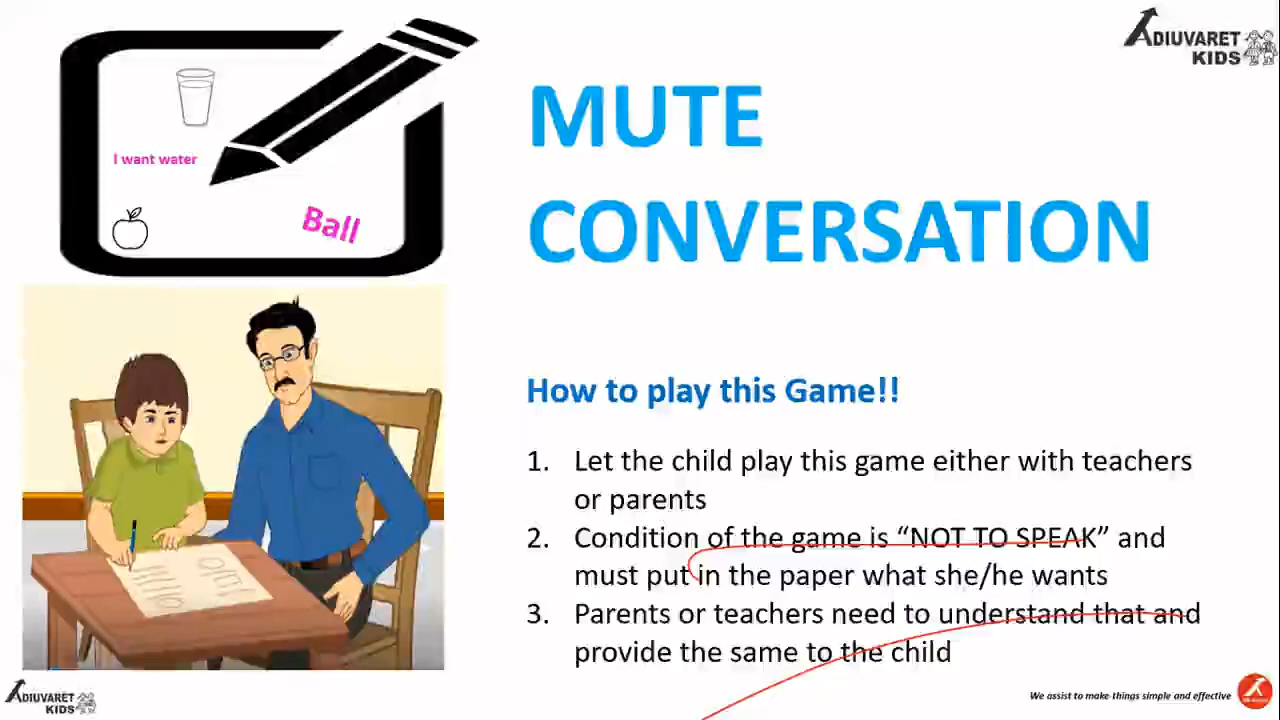 ADIUVARET
KIDS
I want water
Ball
MUTE
CONVERSATION
How to play this Game!!
1. Let the child play this game either with teachers
or parents
2. Condition of the game is “NOT TO SPEAK” and
must put in the paper what she/he wants
3. Parents or teachers need to understand that and
provide the same to the child
ADIUVARET
KIDS
We assist to make things simple and effective